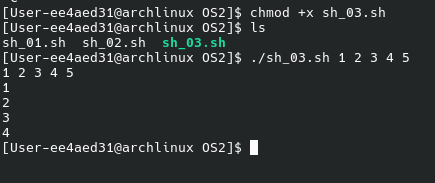 [User-ee4aed31@archlinux OS2]$ chmod +x sh_03.sh
[User-ee4aed31@archlinux OS2]$ ls
sh_01.sh  sh_02.sh  sh_03.sh
[User-ee4aed31@archlinux OS2]$ ./sh_03.sh 1 2 3 4 5
1 2 3 4 5
1
2
3
4
[User-ee4aed31@archlinux OS2]$